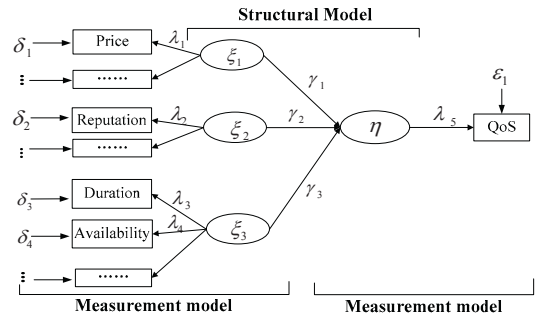 Structural Model
δ1 Price λ1 ξ1 γ1
⋮ ......
δ2 Reputation λ2 ξ2 γ2 η λ5 QoS ε1
⋮ ......
δ3 Duration λ3 γ3
δ4 Availability λ4 ξ3
⋮ ......
Measurement model
Measurement model